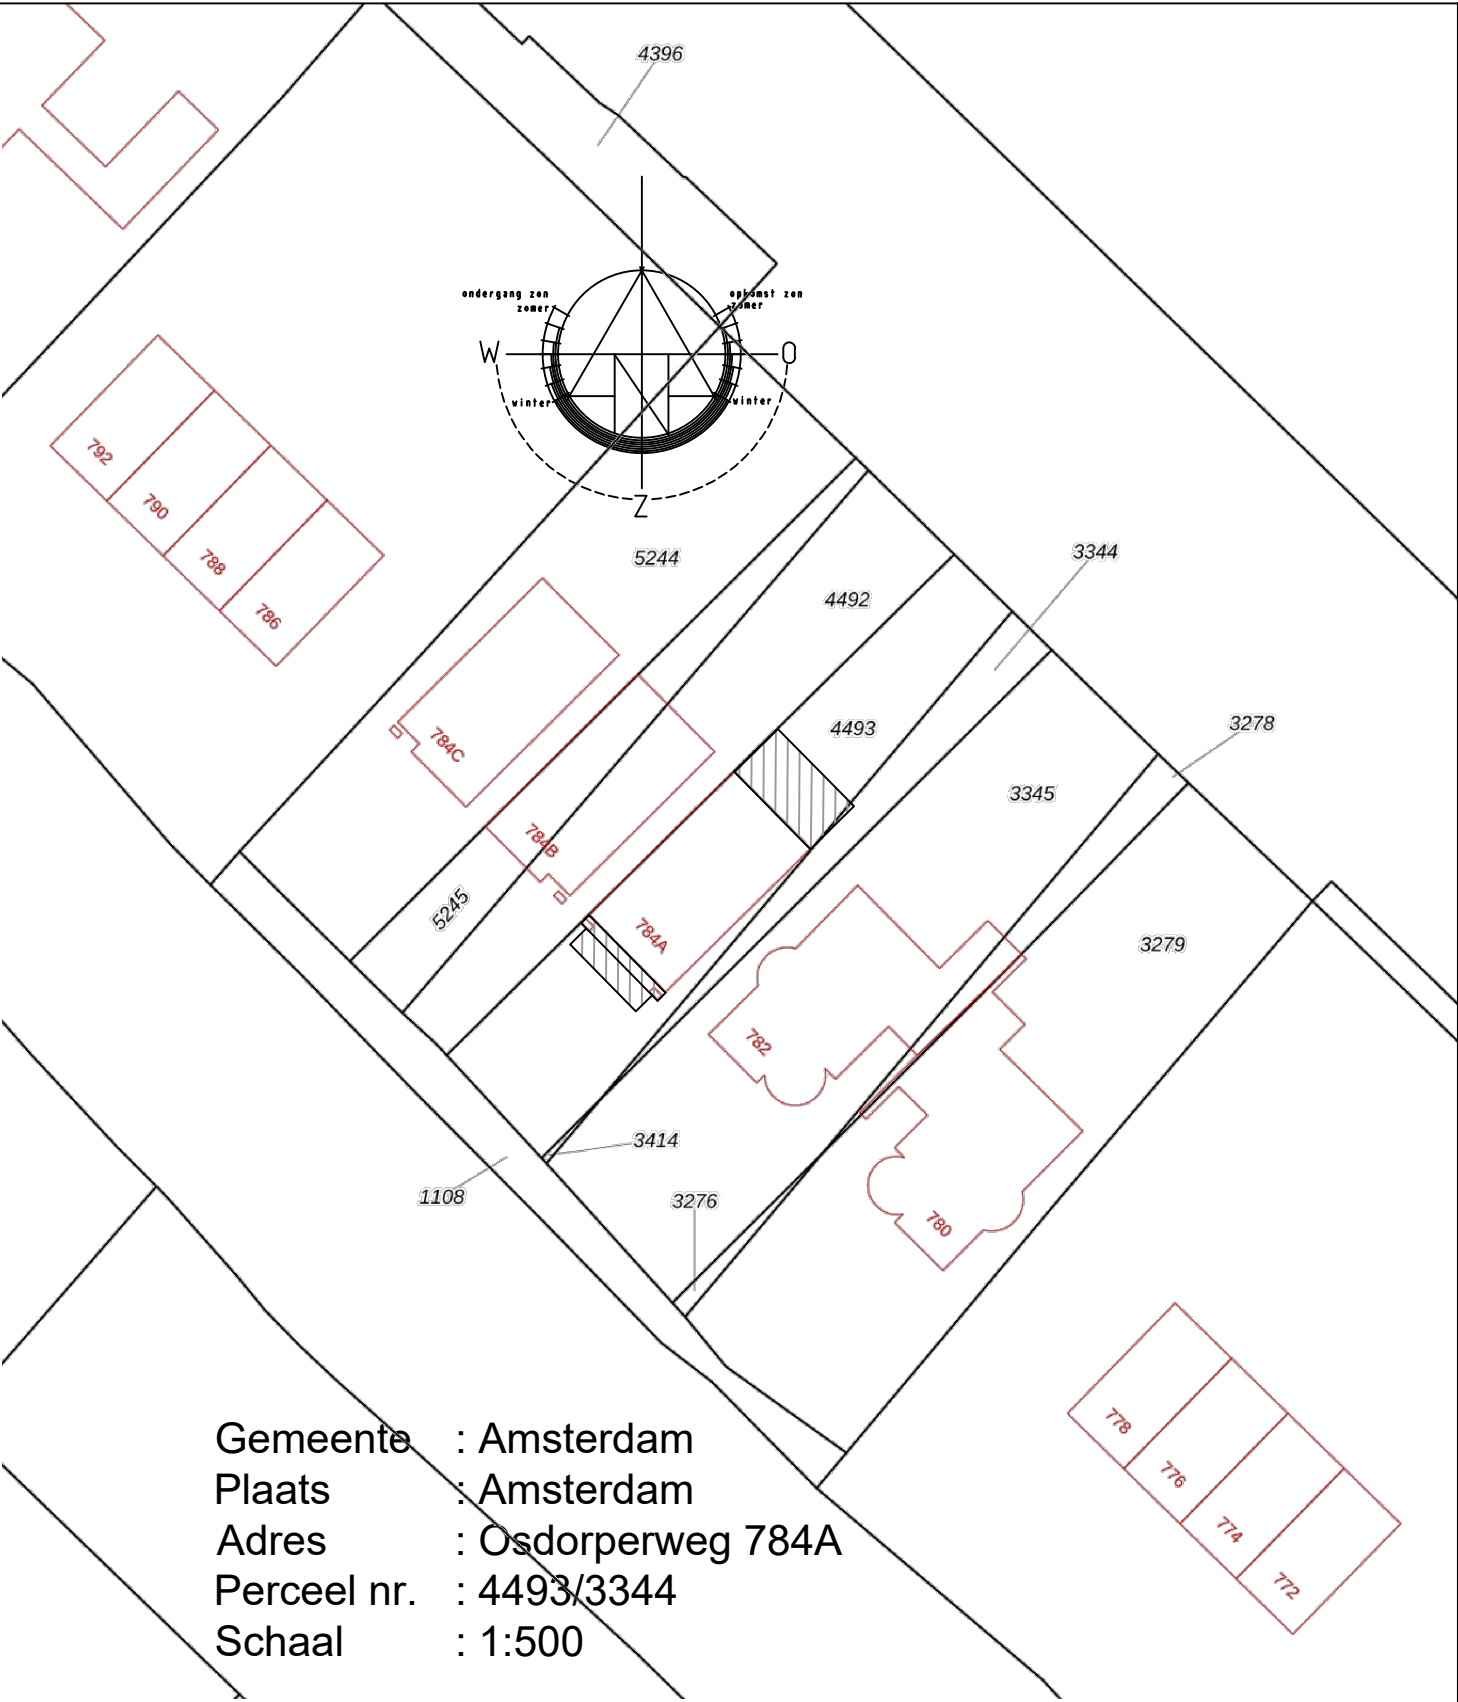 4396
ondergang zon
zomer
opkomst zon
zomer
W
O
winter
winter
Z
792
790
788
786
5244
4492
3344
4493
3278
784C
3345
784B
5245
784A
3279
782
3414
1108
3276
780
778
776
774
772
Gemeente : Amsterdam
Plaats : Amsterdam
Adres : Osdorperweg 784A
Perceel nr. : 4493/3344
Schaal : 1:500